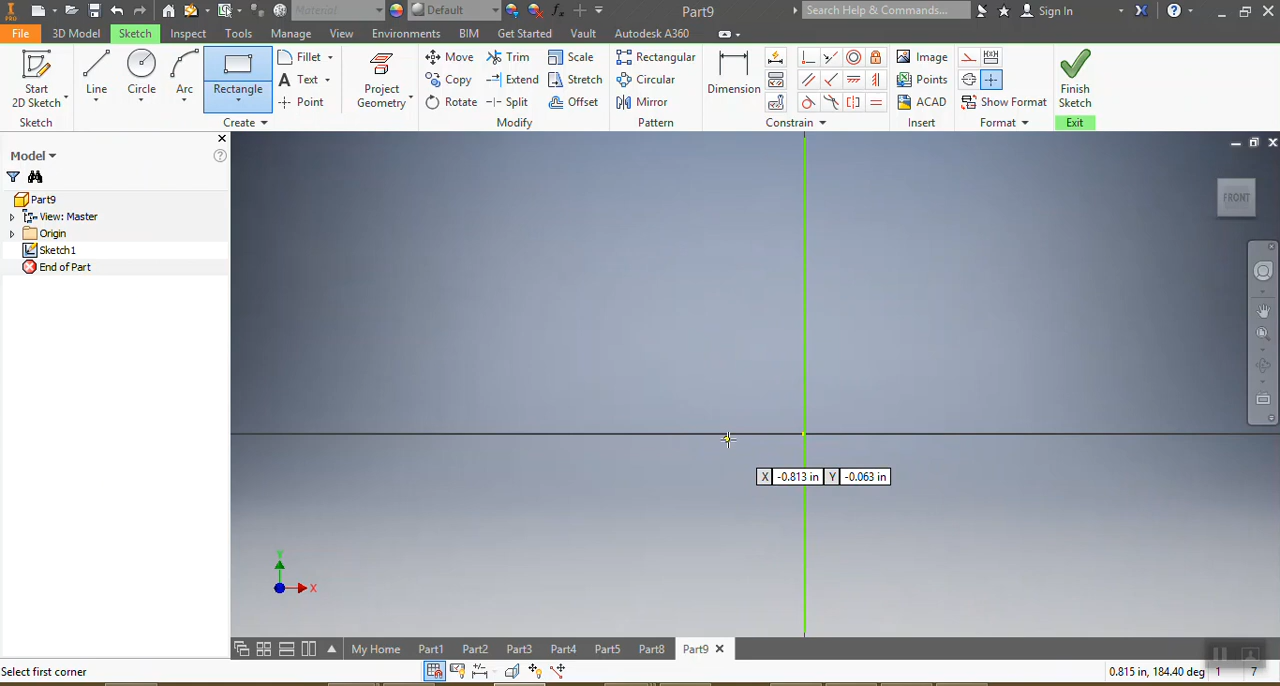 Material Default Part9 Search Help & Commands... Sign In
PRO
File 3D Model Sketch Inspect Tools Manage View Environments BIM Get Started Vault Autodesk A360
Start 2D Sketch Line Circle Arc Rectangle Fillet Text Point Project Geometry Move Copy Rotate Trim Extend Split Scale Stretch Offset Rectangular Circular Mirror Dimension Image Points ACAD Show Format Finish Sketch
Sketch Create Modify Pattern Constrain Insert Format Exit
Model
Part9
View: Master
Origin
Sketch1
End of Part
FRONT
X -0.813 in Y -0.063 in
Y
X
My Home Part1 Part2 Part3 Part4 Part5 Part8 Part9
Select first corner 0.815 in, 184.40 deg 1 7